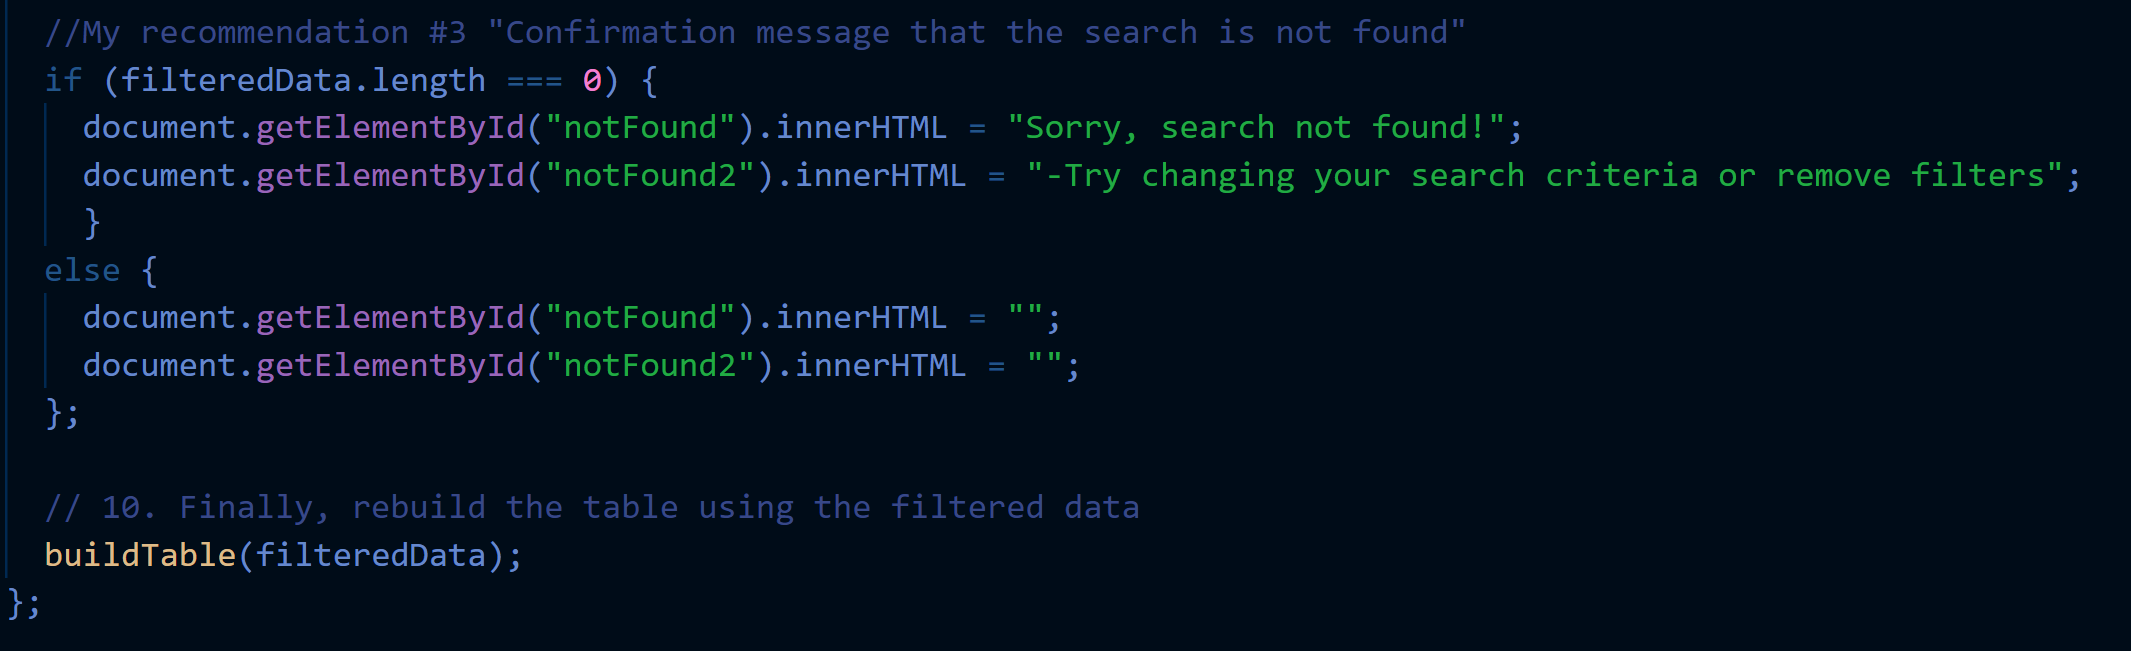 //My recommendation #3 "Confirmation message that the search is not found"
if (filteredData.length === 0) {
document.getElementById("notFound").innerHTML = "Sorry, search not found!";
document.getElementById("notFound2").innerHTML = "-Try changing your search criteria or remove filters";
}
else {
document.getElementById("notFound").innerHTML = "";
document.getElementById("notFound2").innerHTML = "";
};
// 10. Finally, rebuild the table using the filtered data
buildTable(filteredData);
};